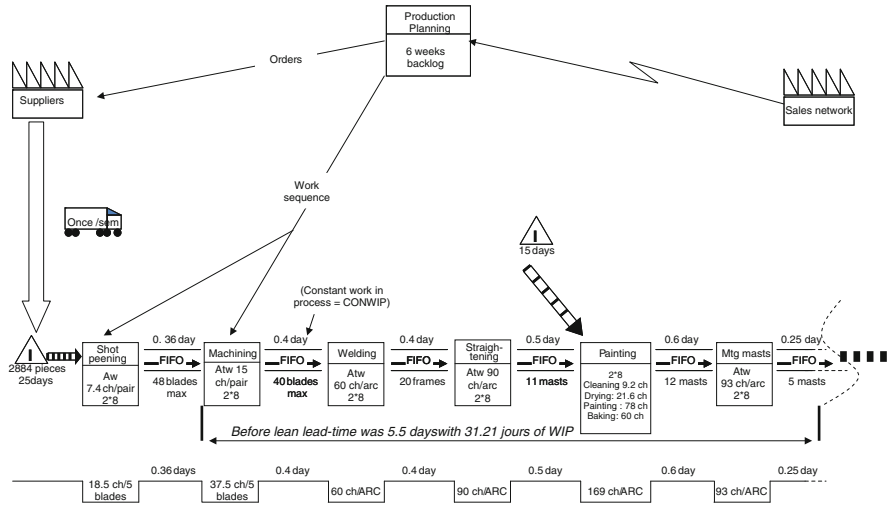 Production
Planning
6 weeks
backlog
Orders
Suppliers
Sales network
Once /sem
Work
sequence
15 days
(Constant work in
process = CONWIP)
0. 36 day
0.4 day
0.4 day
0.5 day
0.6 day
0.25 day
I
2884 pieces
25days
Shot
peening
Aw
7.4ch/pair
2*8
FIFO
48 blades
max
Machining
Atw 15
ch/pair
2*8
FIFO
40 blades
max
Welding
Atw
60 ch/arc
2*8
FIFO
20 frames
Straigh-
tening
Atw 90
ch/arc
2*8
FIFO
11 masts
I
Painting
2*8
Cleaning 9.2 ch
Drying: 21.6 ch
Painting : 78 ch
Baking: 60 ch
FIFO
12 masts
Mtg masts
Atw
93 ch/arc
2*8
FIFO
5 masts
Before lean lead-time was 5.5 dayswith 31.21 jours of WIP
0.36 days
0.4 day
0.4 day
0.5 day
0.6 day
0.25 day
18.5 ch/5
blades
37.5 ch/5
blades
60 ch/ARC
90 ch/ARC
169 ch/ARC
93 ch/ARC